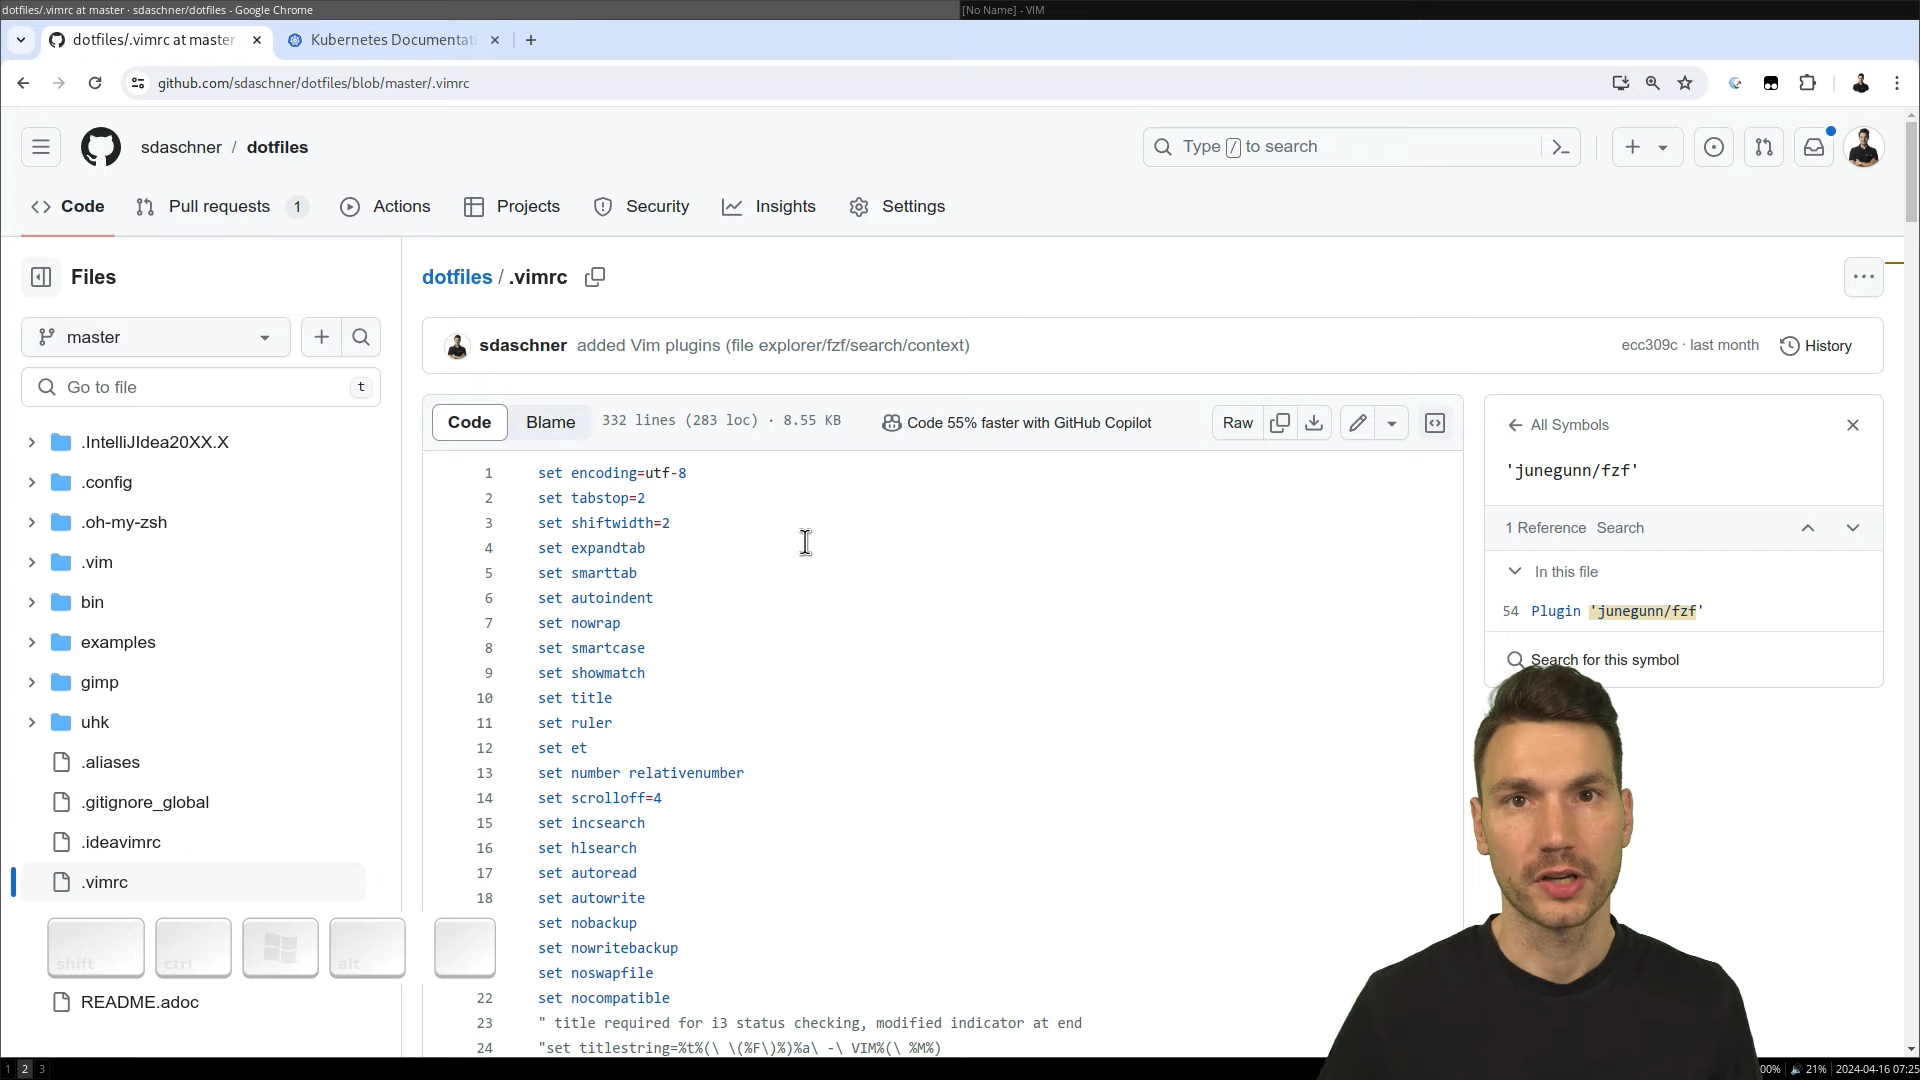 dotfiles/.vimrc at master · sdaschner/dotfiles - Google Chrome
[No Name] - VIM
dotfiles/.vimrc at master
Kubernetes Documentat
github.com/sdaschner/dotfiles/blob/master/.vimrc
sdaschner / dotfiles
Type / to search
Code
Pull requests 1
Actions
Projects
Security
Insights
Settings
Files
master
Go to file t
.IntelliJIdea20XX.X
.config
.oh-my-zsh
.vim
bin
examples
gimp
uhk
.aliases
.gitignore_global
.ideavimrc
.vimrc
shift
ctrl
alt
README.adoc
dotfiles / .vimrc
sdaschner added Vim plugins (file explorer/fzf/search/context)
ecc309c · last month
History
Code
Blame
332 lines (283 loc) · 8.55 KB
Code 55% faster with GitHub Copilot
Raw
1 set encoding=utf-8
2 set tabstop=2
3 set shiftwidth=2
4 set expandtab
5 set smarttab
6 set autoindent
7 set nowrap
8 set smartcase
9 set showmatch
10 set title
11 set ruler
12 set et
13 set number relativenumber
14 set scrolloff=4
15 set incsearch
16 set hlsearch
17 set autoread
18 set autowrite
set nobackup
set nowritebackup
set noswapfile
22 set nocompatible
23 " title required for i3 status checking, modified indicator at end
24 "set titlestring=%t%(\ \(%F\)%)%a\ -\ VIM%(\ %M%)
All Symbols
'junegunn/fzf'
1 Reference Search
In this file
54 Plugin 'junegunn/fzf'
Search for this symbol
1 2 3
00%
21%
2024-04-16 07:25